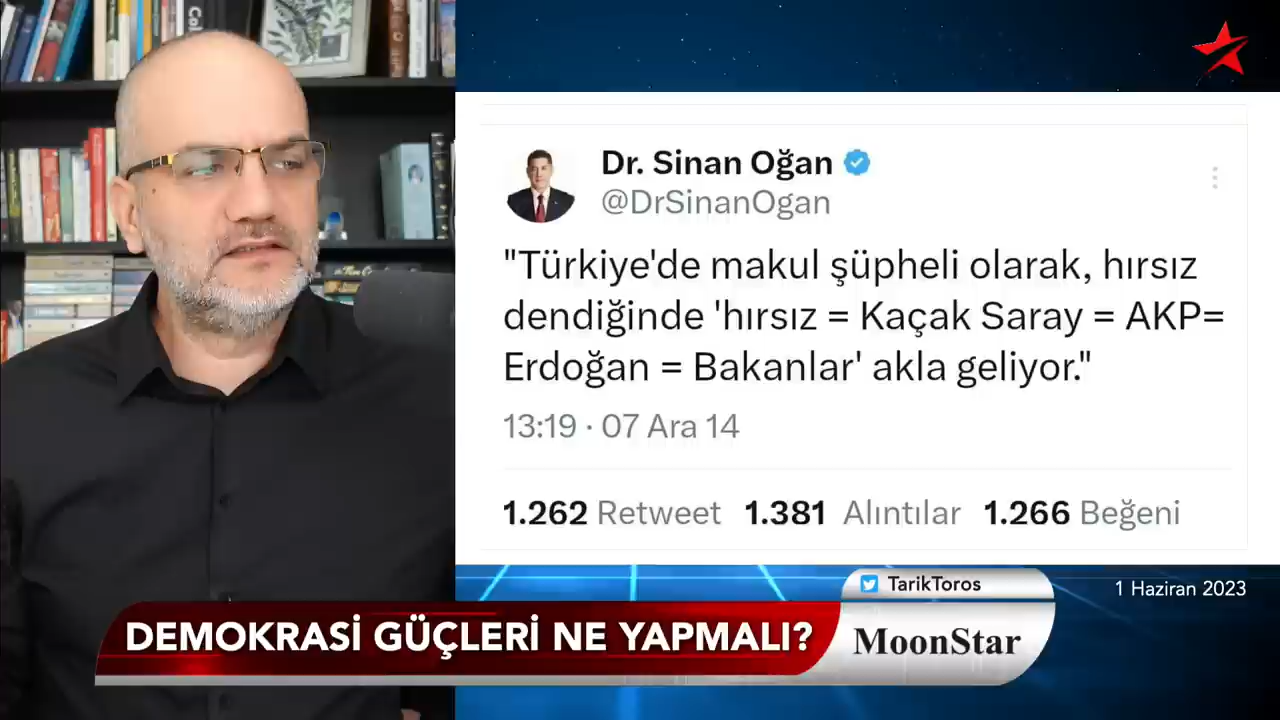 Dr. Sinan Oğan
@DrSinanOgan
"Türkiye'de makul şüpheli olarak, hırsız
dendiğinde 'hırsız = Kaçak Saray = AKP=
Erdoğan = Bakanlar' akla geliyor."
13:19 · 07 Ara 14
1.262 Retweet 1.381 Alıntılar 1.266 Beğeni
TarikToros
1 Haziran 2023
DEMOKRASİ GÜÇLERİ NE YAPMALI?
MoonStar